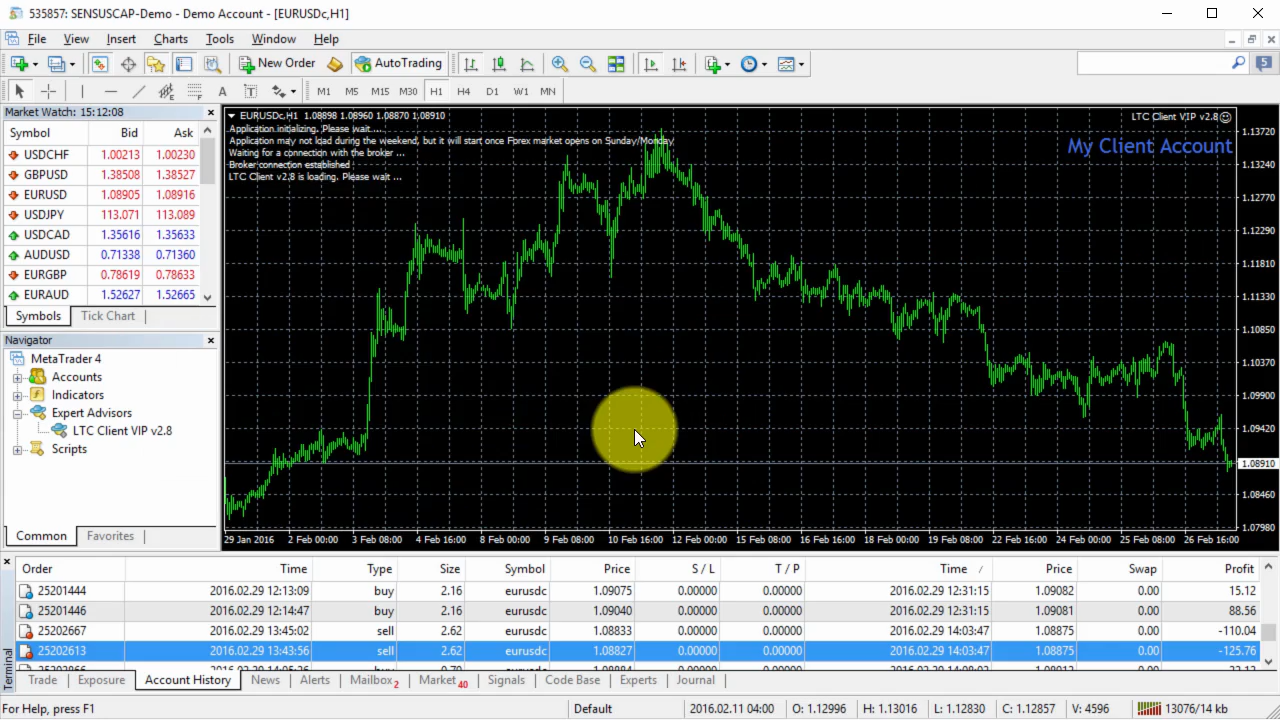 535857: SENSUSCAP-Demo - Demo Account - [EURUSDc,H1]
File View Insert Charts Tools Window Help
New Order AutoTrading 5
A T M1 M5 M15 M30 H1 H4 D1 W1 MN
Market Watch: 15:12:08
Symbol Bid Ask
USDCHF 1.00213 1.00230
GBPUSD 1.38508 1.38527
EURUSD 1.08905 1.08916
USDJPY 113.071 113.089
USDCAD 1.35616 1.35633
AUDUSD 0.71338 0.71360
EURGBP 0.78619 0.78633
EURAUD 1.52627 1.52665
Symbols Tick Chart
Navigator
MetaTrader 4
Accounts
Indicators
Expert Advisors
LTC Client VIP v2.8
Scripts
Common Favorites
EURUSDc,H1 1.08898 1.08960 1.08870 1.08910
Application initializing. Please wait ...
Application may not load during the weekend, but it will start once Forex market opens on Sunday/Monday
Waiting for a connection with the broker ...
Broker connection established
LTC Client v2.8 is loading. Please wait ...
LTC Client VIP v2.8
My Client Account
1.13720
1.13240
1.12770
1.12290
1.11810
1.11330
1.10850
1.10370
1.09900
1.09420
1.08910
1.08460
1.07980
29 Jan 2016 2 Feb 00:00 3 Feb 08:00 4 Feb 16:00 8 Feb 00:00 9 Feb 08:00 10 Feb 16:00 12 Feb 00:00 15 Feb 08:00 16 Feb 16:00 18 Feb 00:00 19 Feb 08:00 22 Feb 16:00 24 Feb 00:00 25 Feb 08:00 26 Feb 16:00
Order Time Type Size Symbol Price S / L T / P Time / Price Swap Profit
25201444 2016.02.29 12:13:09 buy 2.16 eurusdc 1.09075 0.00000 0.00000 2016.02.29 12:31:15 1.09082 0.00 15.12
25201446 2016.02.29 12:14:47 buy 2.16 eurusdc 1.09040 0.00000 0.00000 2016.02.29 12:31:15 1.09081 0.00 88.56
25202667 2016.02.29 13:45:02 sell 2.62 eurusdc 1.08833 0.00000 0.00000 2016.02.29 14:03:47 1.08875 0.00 -110.04
25202613 2016.02.29 13:43:56 sell 2.62 eurusdc 1.08827 0.00000 0.00000 2016.02.29 14:03:47 1.08875 0.00 -125.76
Terminal
Trade Exposure Account History News Alerts Mailbox 2 Market 40 Signals Code Base Experts Journal
For Help, press F1 Default 2016.02.11 04:00 O: 1.12996 H: 1.13016 L: 1.12830 C: 1.12857 V: 4596 13076/14 kb